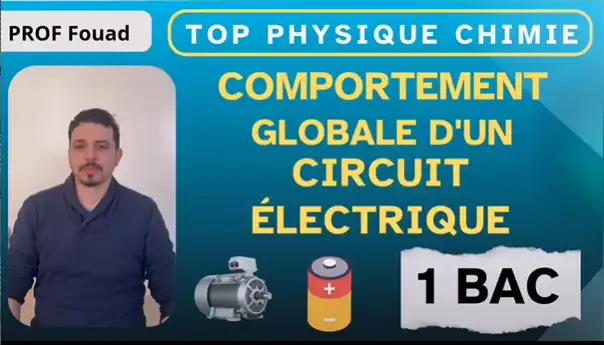 PROF Fouad
TOP PHYSIQUE CHIMIE
COMPORTEMENT
GLOBALE D'UN
CIRCUIT
ÉLECTRIQUE
+
−
1 BAC